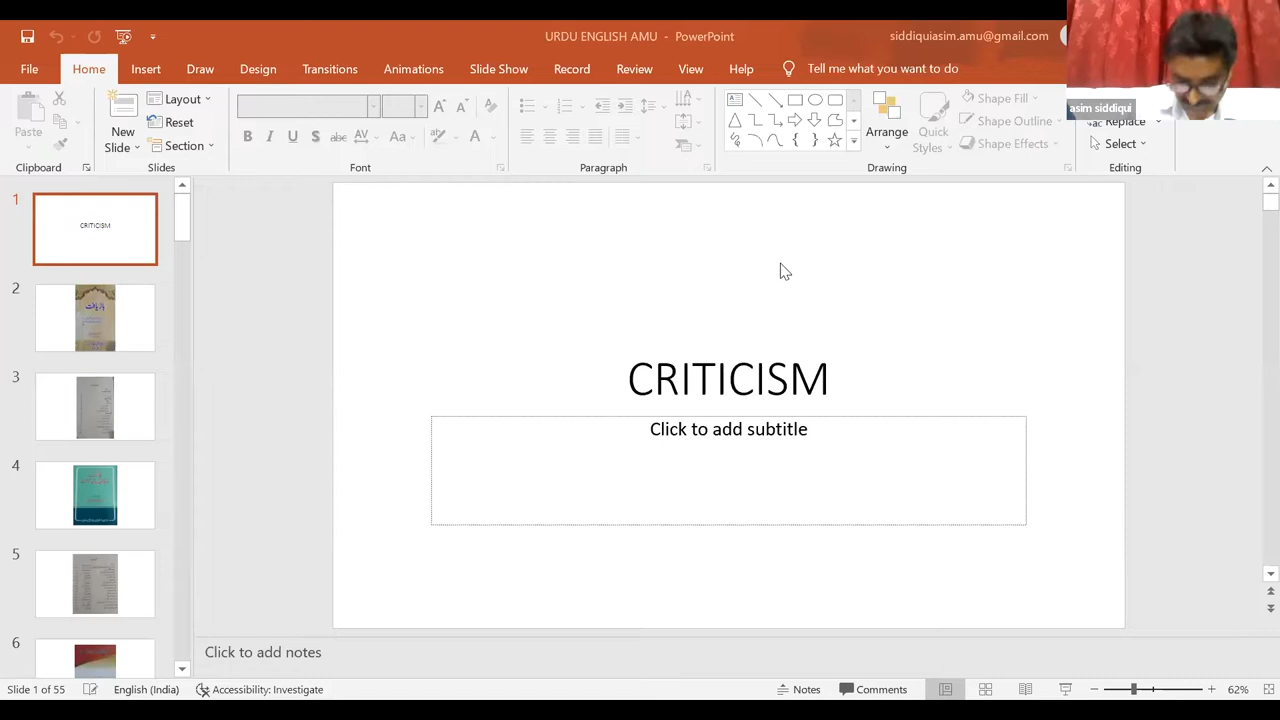 URDU ENGLISH AMU - PowerPoint
siddiquiasim.amu@gmail.com
File Home Insert Draw Design Transitions Animations Slide Show Record Review View Help Tell me what you want to do
asim siddiqui
Paste
New
Slide
Layout
Reset
Section
B I U S abc AV Aa A
Arrange
Quick
Styles
Shape Fill
Shape Outline
Shape Effects
Replace
Select
Clipboard Slides Font Paragraph Drawing Editing
1
CRITICISM
2
3
4
5
6
CRITICISM
Click to add subtitle
Click to add notes
Slide 1 of 55 English (India) Accessibility: Investigate Notes Comments 62%